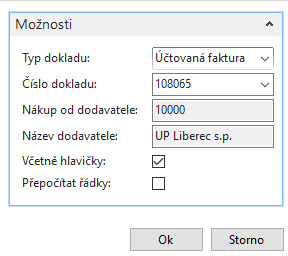 Možnosti
Typ dokladu: Účtovaná faktura
Číslo dokladu: 108065
Nákup od dodavatele: 10000
Název dodavatele: UP Liberec s.p.
Včetně hlavičky:
Přepočítat řádky:
Ok Storno